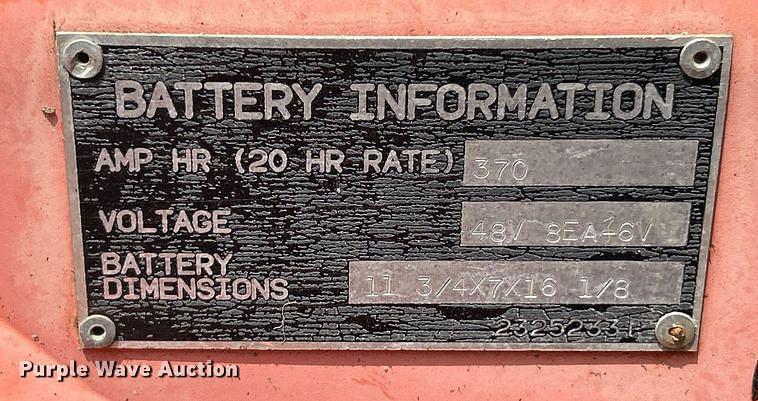 BATTERY INFORMATION
AMP HR (20 HR RATE) 370
VOLTAGE 48V 8EA-6V
BATTERY
DIMENSIONS 11 3/4X7X16 1/8
23252331
Purple Wave Auction